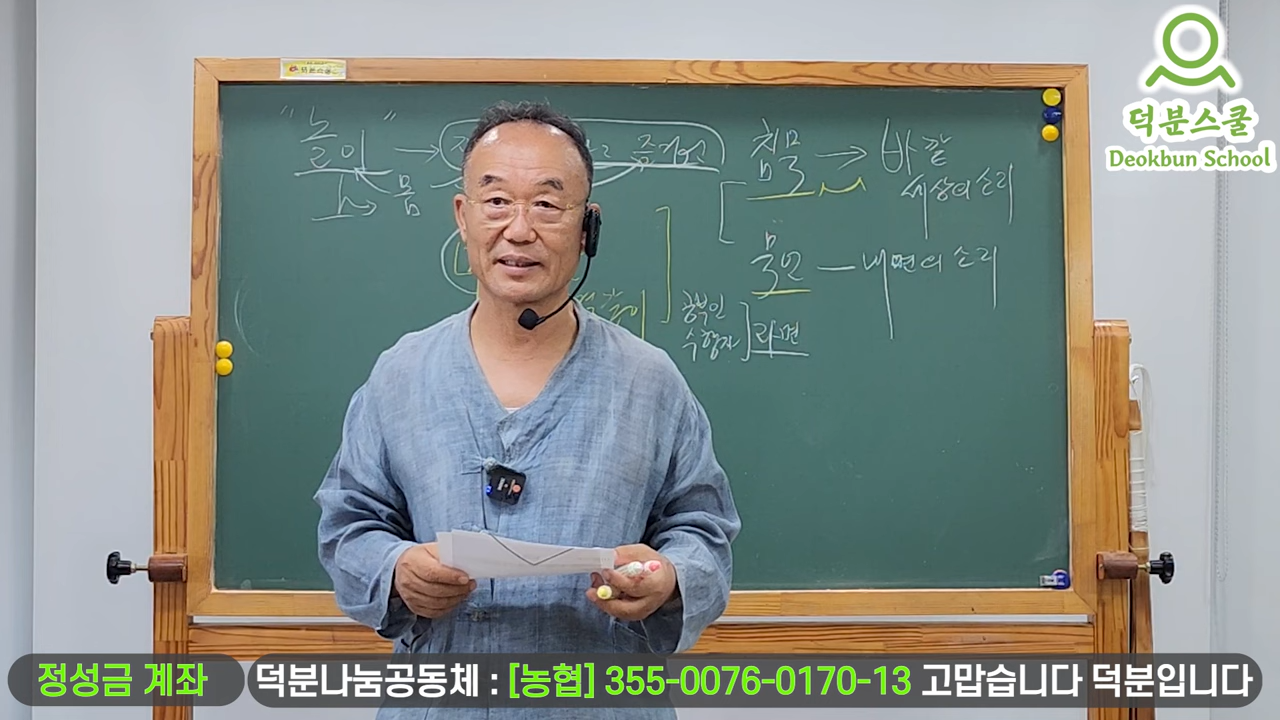 덕분스쿨
Deokbun School
"놀이" →
몸
침묵 → 바깥
세상의 소리
묵언 — 내면의 소리
공부인
수행자
라면
정성금 계좌
덕분나눔공동체 : [농협] 355-0076-0170-13 고맙습니다 덕분입니다